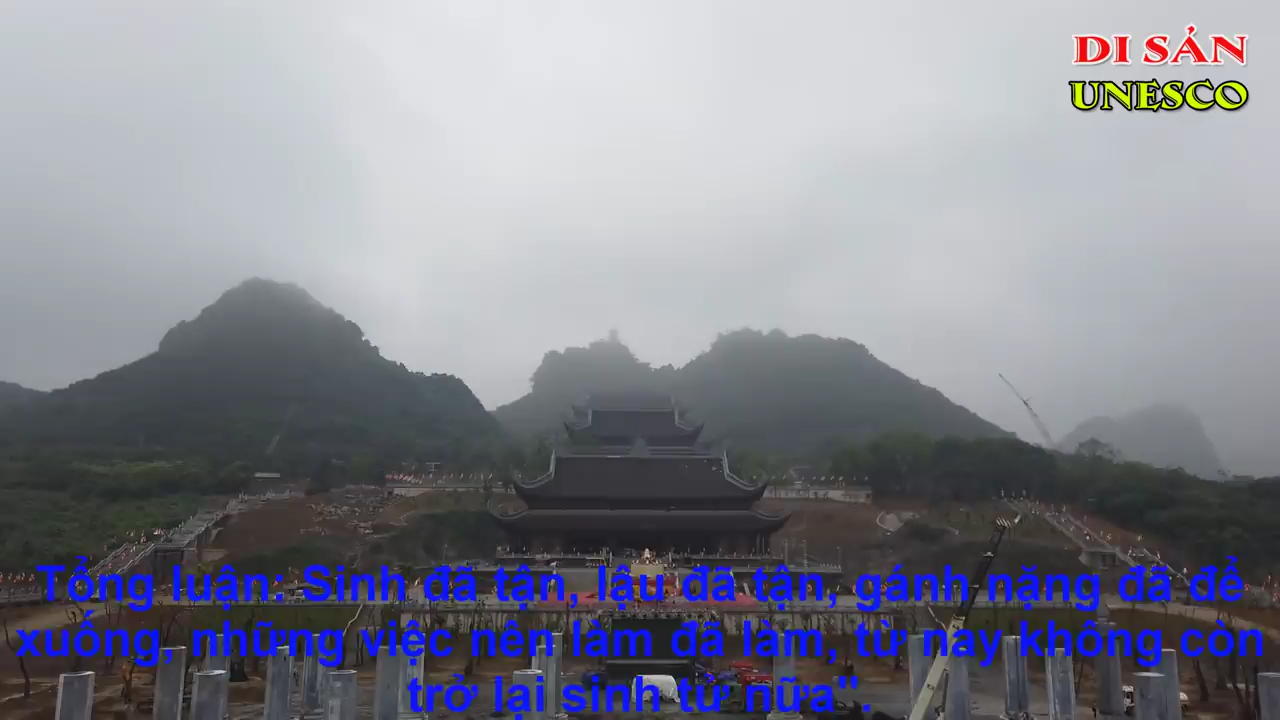 DI SẢN
UNESCO
Tổng luận: Sinh đã tận, lậu đã tận, gánh nặng đã để
xuống, những việc nên làm đã làm, từ nay không còn
trở lại sinh tử nữa".